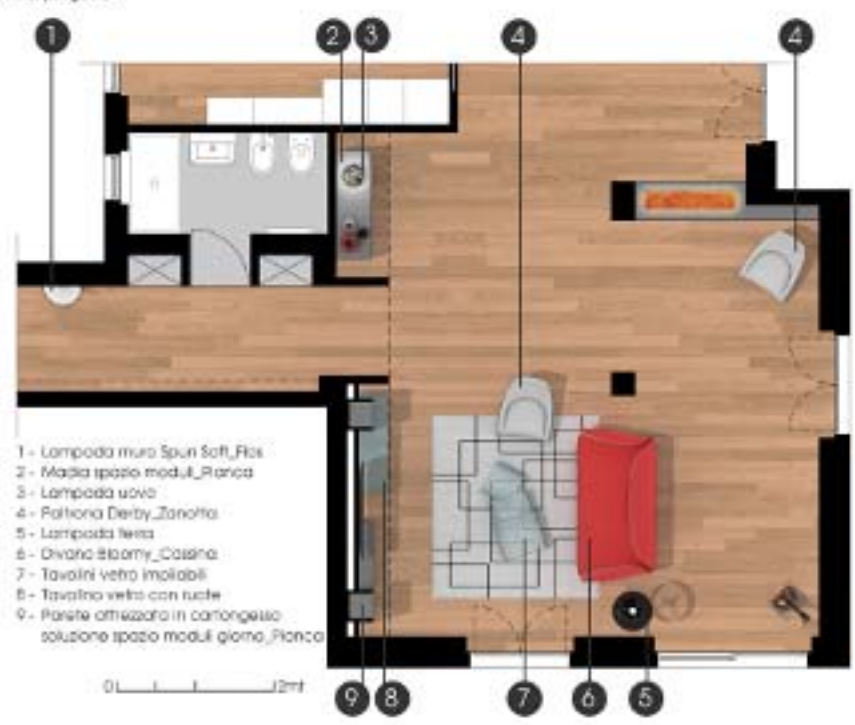 1
2
3
4
4
1 - Lampada muro Spun Soft_Flos
2 - Madia spazio moduli_Pianca
3 - Lampada uovo
4 - Poltrona Derby_Zanotta
5 - Lampada terra
6 - Divano Bloomy_Cassina
7 - Tavolini vetro impilabili
8 - Tavolino vetro con ruote
9 - Parete attrezzata in cartongesso
soluzione spazio moduli giorno_Pianca
0 2mt
9
8
7
6
5